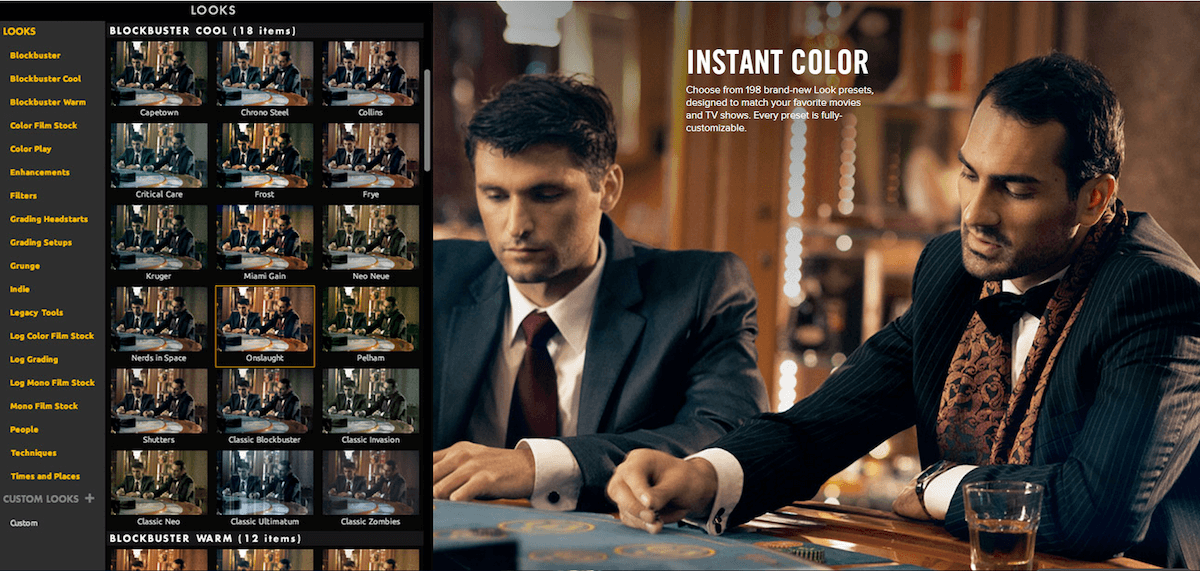 LOOKS
LOOKS
Blockbuster
Blockbuster Cool
Blockbuster Warm
Color Film Stock
Color Play
Enhancements
Filters
Grading Headstarts
Grading Setups
Grunge
Indie
Legacy Tools
Log Color Film Stock
Log Grading
Log Mono Film Stock
Mono Film Stock
People
Techniques
Times and Places
CUSTOM LOOKS +
Custom
BLOCKBUSTER COOL (18 items)
Capetown Chrono Steel Collins
Critical Care Frost Frye
Kruger Miami Gain Neo Neue
Nerds in Space Onslaught Pelham
Shutters Classic Blockbuster Classic Invasion
Classic Neo Classic Ultimatum Classic Zombies
BLOCKBUSTER WARM (12 items)
INSTANT COLOR
Choose from 198 brand-new Look presets,
designed to match your favorite movies
and TV shows. Every preset is fully-
customizable.